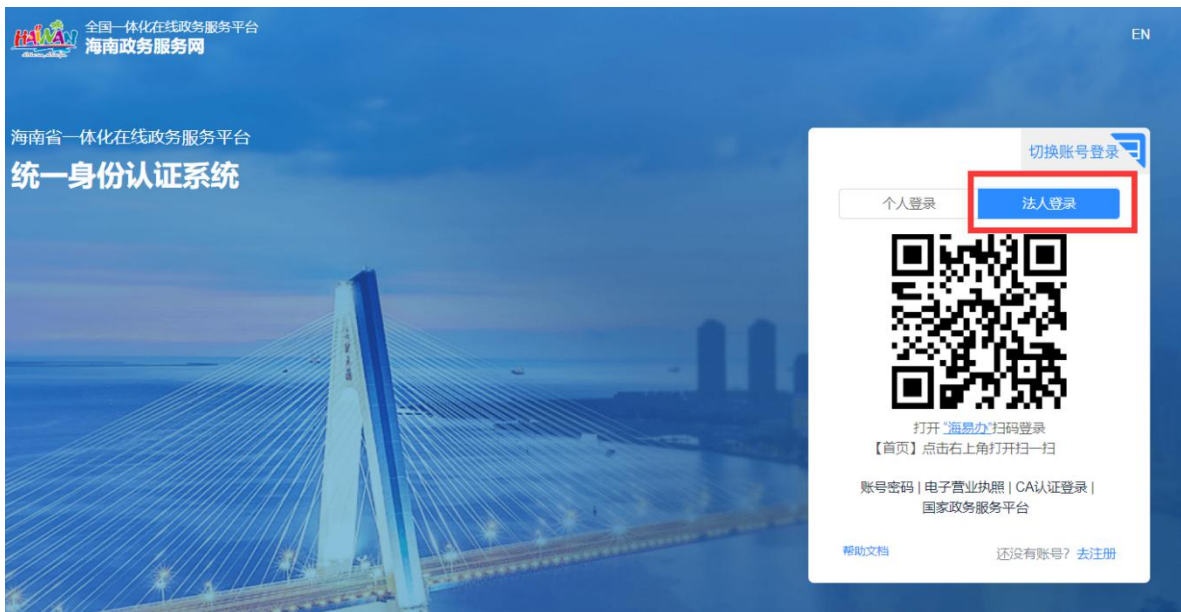 HAINAN
全国一体化在线政务服务平台
海南政务服务网
EN
海南省一体化在线政务服务平台
统一身份认证系统
切换账号登录
个人登录
法人登录
打开 "海易办"扫码登录
【首页】点击右上角打开扫一扫
账号密码 | 电子营业执照 | CA认证登录 |
国家政务服务平台
帮助文档
还没有账号？去注册